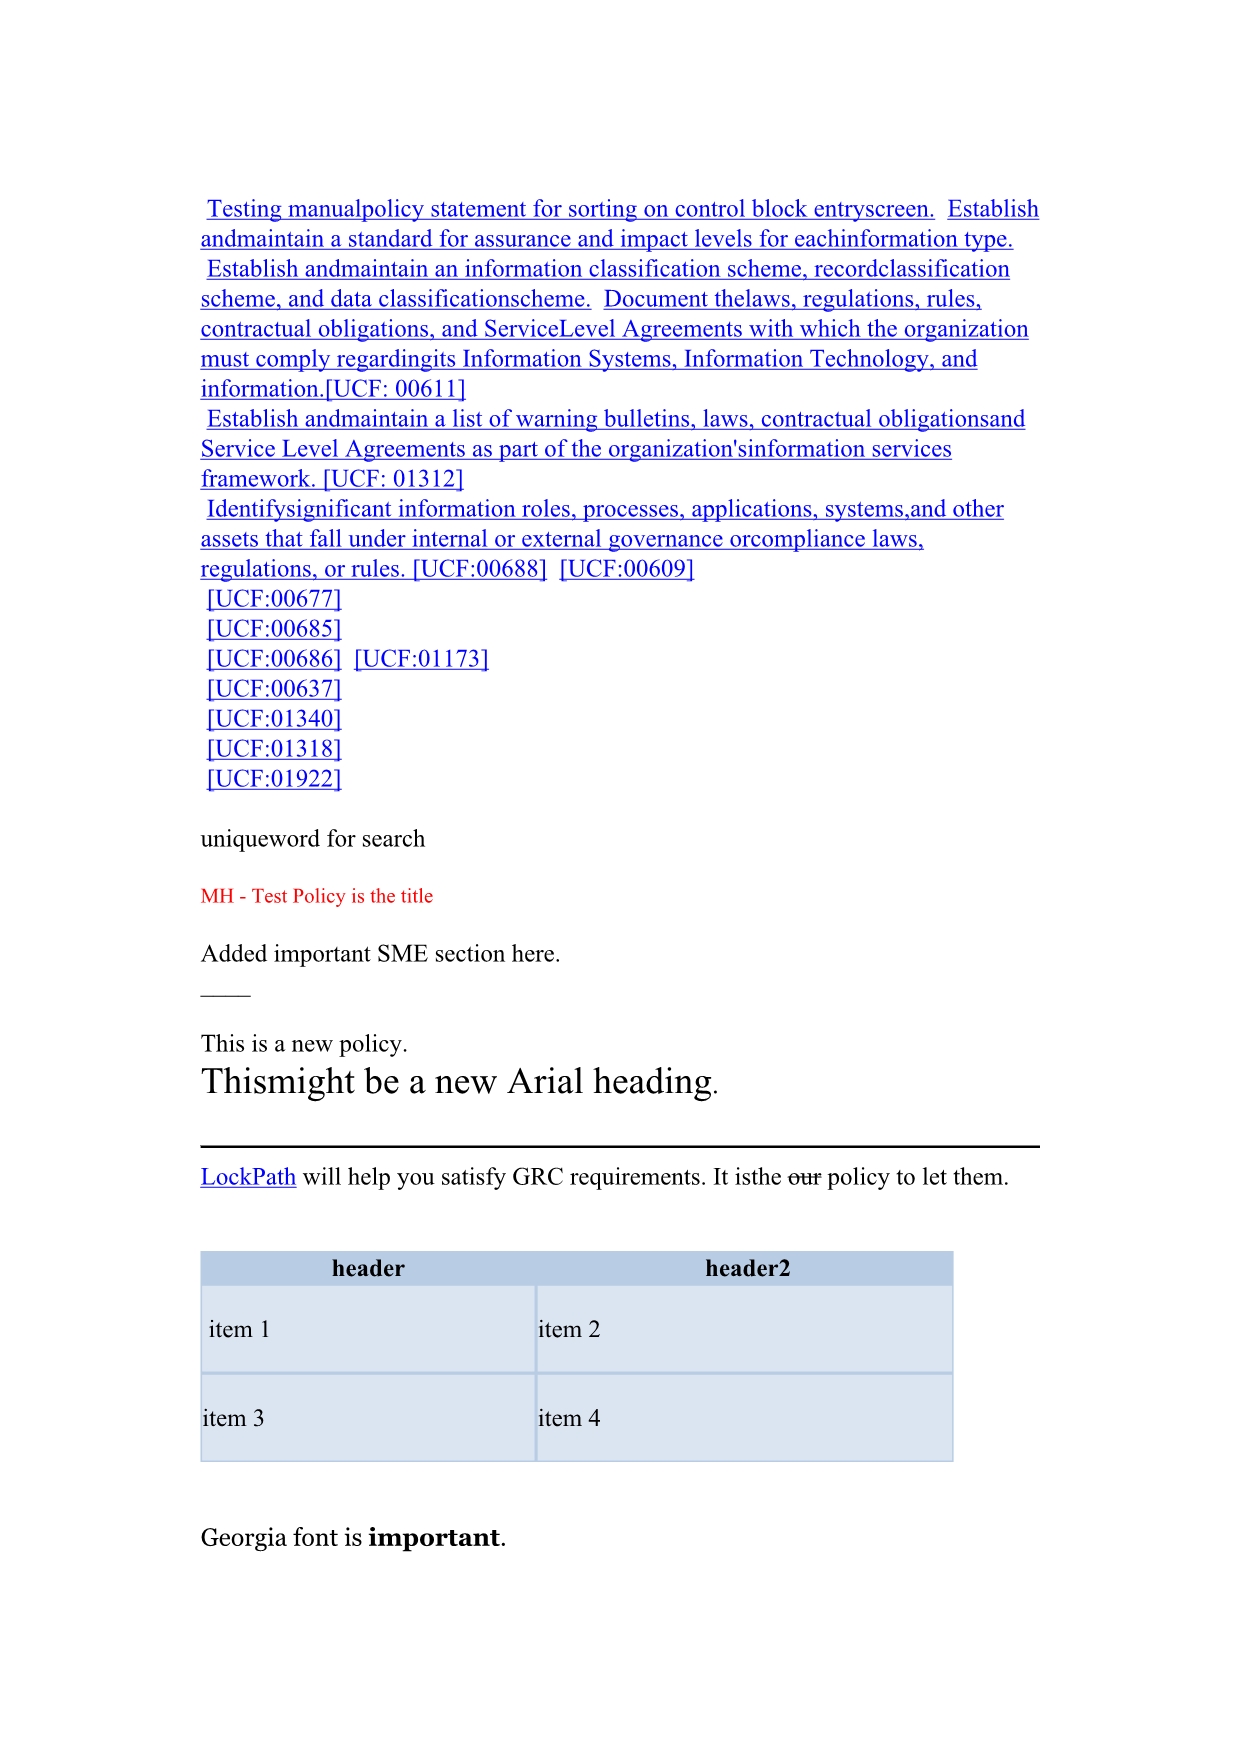 Testing manualpolicy statement for sorting on control block entryscreen.  Establish
andmaintain a standard for assurance and impact levels for eachinformation type.
Establish andmaintain an information classification scheme, recordclassification
scheme, and data classificationscheme.  Document thelaws, regulations, rules,
contractual obligations, and ServiceLevel Agreements with which the organization
must comply regardingits Information Systems, Information Technology, and
information.[UCF: 00611]
Establish andmaintain a list of warning bulletins, laws, contractual obligationsand
Service Level Agreements as part of the organization'sinformation services
framework. [UCF: 01312]
Identifysignificant information roles, processes, applications, systems,and other
assets that fall under internal or external governance orcompliance laws,
regulations, or rules. [UCF:00688]  [UCF:00609]
[UCF:00677]
[UCF:00685]
[UCF:00686]  [UCF:01173]
[UCF:00637]
[UCF:01340]
[UCF:01318]
[UCF:01922]
uniqueword for search
MH - Test Policy is the title
Added important SME section here.
____
This is a new policy.
Thismight be a new Arial heading.
LockPath will help you satisfy GRC requirements. It isthe our policy to let them.
header header2
item 1 item 2
item 3 item 4
Georgia font is important.